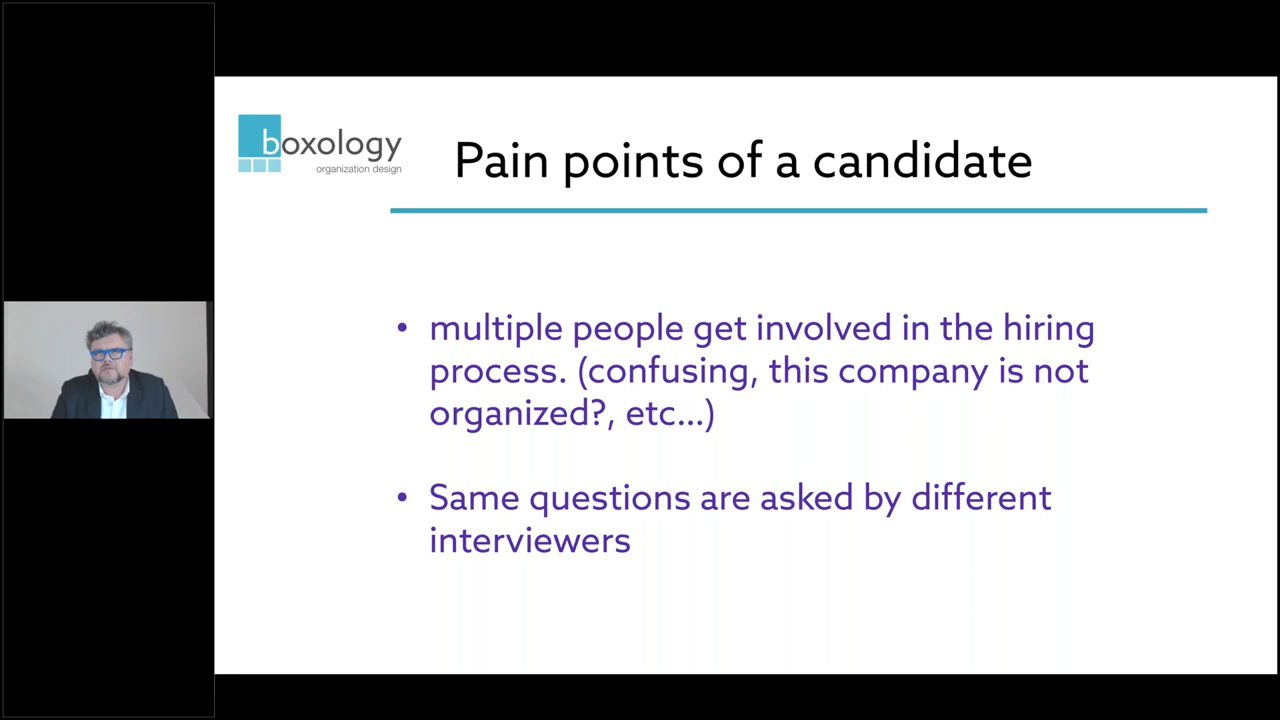 boxology
organization design
Pain points of a candidate
• multiple people get involved in the hiring
process. (confusing, this company is not
organized?, etc...)
• Same questions are asked by different
interviewers